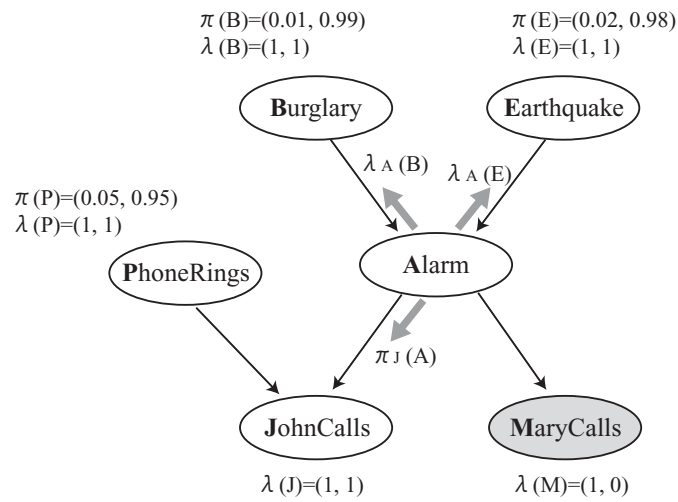 π (B)=(0.01, 0.99)
λ (B)=(1, 1)
π (E)=(0.02, 0.98)
λ (E)=(1, 1)
Burglary
Earthquake
λ A (B)
λ A (E)
π (P)=(0.05, 0.95)
λ (P)=(1, 1)
PhoneRings
Alarm
π J (A)
JohnCalls
MaryCalls
λ (J)=(1, 1)
λ (M)=(1, 0)